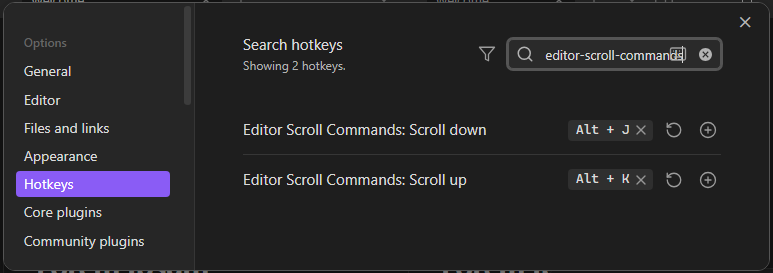 Options
General
Editor
Files and links
Appearance
Hotkeys
Core plugins
Community plugins
Search hotkeys
Showing 2 hotkeys.
editor-scroll-commands
Editor Scroll Commands: Scroll down
Alt + J
Editor Scroll Commands: Scroll up
Alt + K